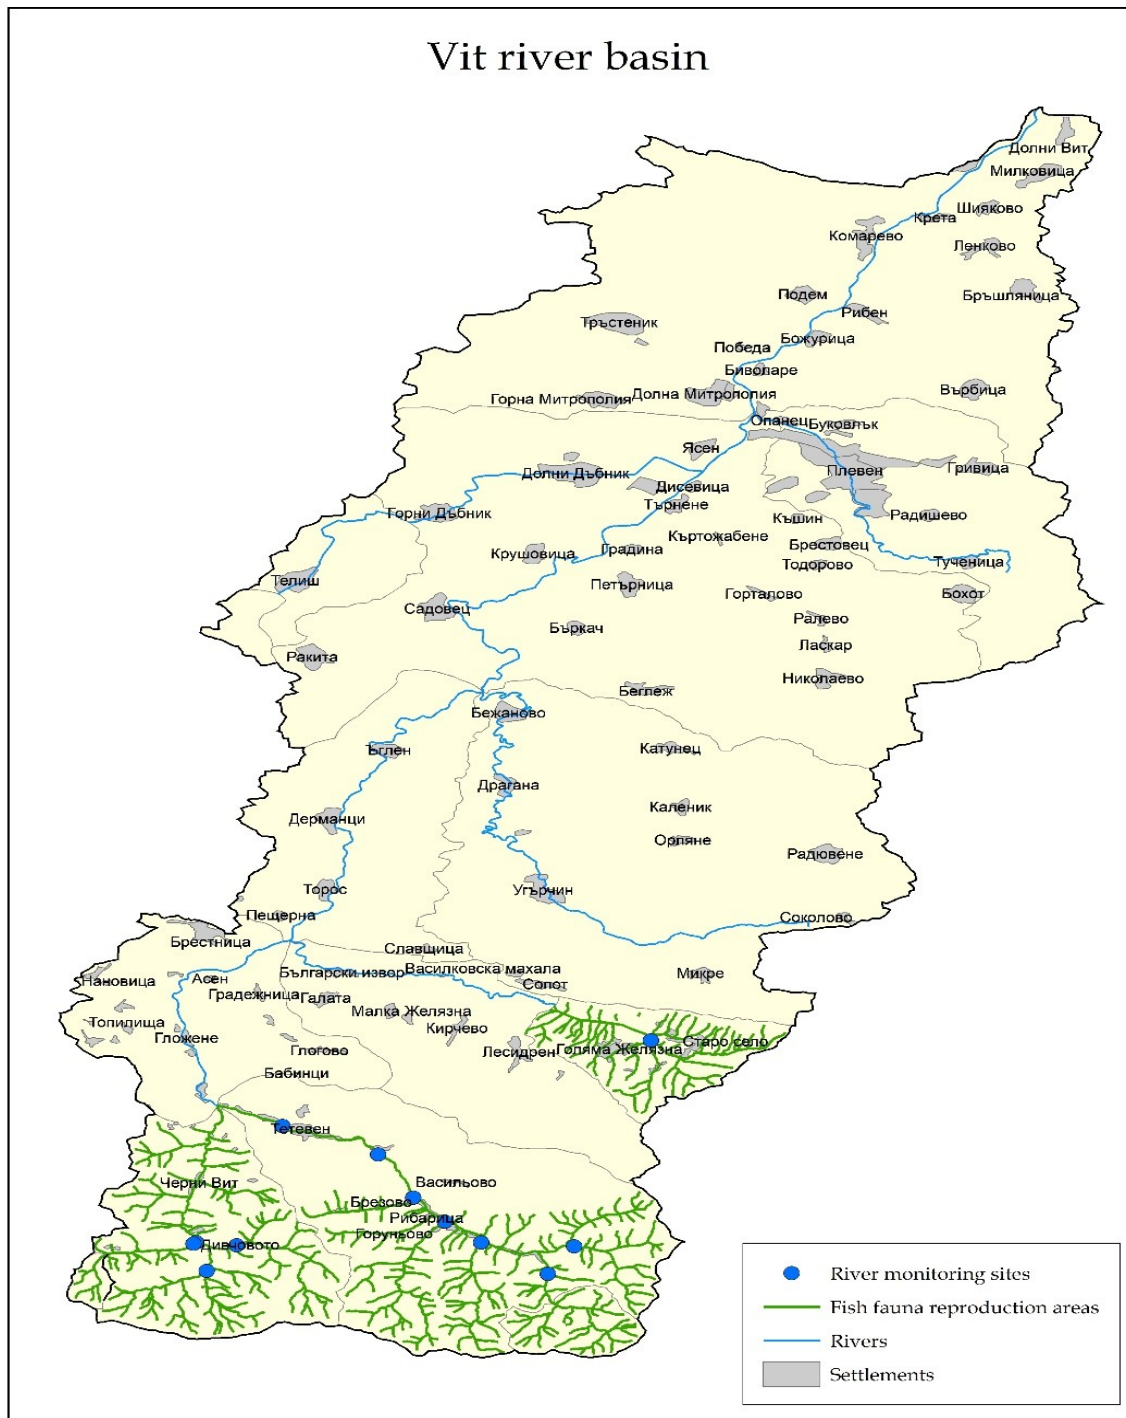 Vit river basin
Долни Вит
Милковица
Шияково
Крета
Комарево
Ленково
Подем
Бръшляница
Рибен
Тръстеник
Божурица
Победа
Биволаре
Върбица
Долна Митрополия
Горна Митрополия
Опанец
Буковлък
Ясен
Гривица
Плевен
Долни Дъбник
Дисевица
Търнене
Горни Дъбник
Радишево
Къшин
Къртожабене
Брестовец
Градина
Крушовица
Тученица
Тодорово
Телиш
Петърница
Горталово
Бохот
Садовец
Ралево
Бъркач
Ласкар
Ракита
Николаево
Беглеж
Бежаново
Ъглен
Катунец
Драгана
Каленик
Дерманци
Орляне
Радювене
Торос
Угърчин
Пещерна
Соколово
Брестница
Славщица
Български извор
Василковска махала
Микре
Нановица
Асен
Сопот
Градежница
Галата
Малка Желязна
Топилища
Кирчево
Гложене
Старо село
Глогово
Лесидрен
Голяма Желязна
Бабинци
Тетевен
Черни Вит
Васильово
Брезово
Рибарица
Горуньово
Дивчовото
River monitoring sites
Fish fauna reproduction areas
Rivers
Settlements